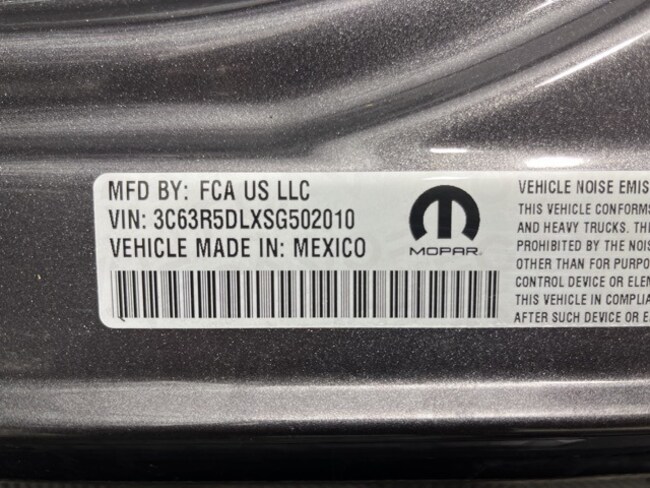 MFD BY: FCA US LLC
VIN: 3C63R5DLXSG502010
VEHICLE MADE IN: MEXICO
MOPAR
VEHICLE NOISE EMIS
THIS VEHICLE CONFORMS
AND HEAVY TRUCKS. THE
PROHIBITED BY THE NOIS
OTHER THAN FOR PURPO
CONTROL DEVICE OR ELEM
THIS VEHICLE IN COMPLIA
AFTER SUCH DEVICE OR E